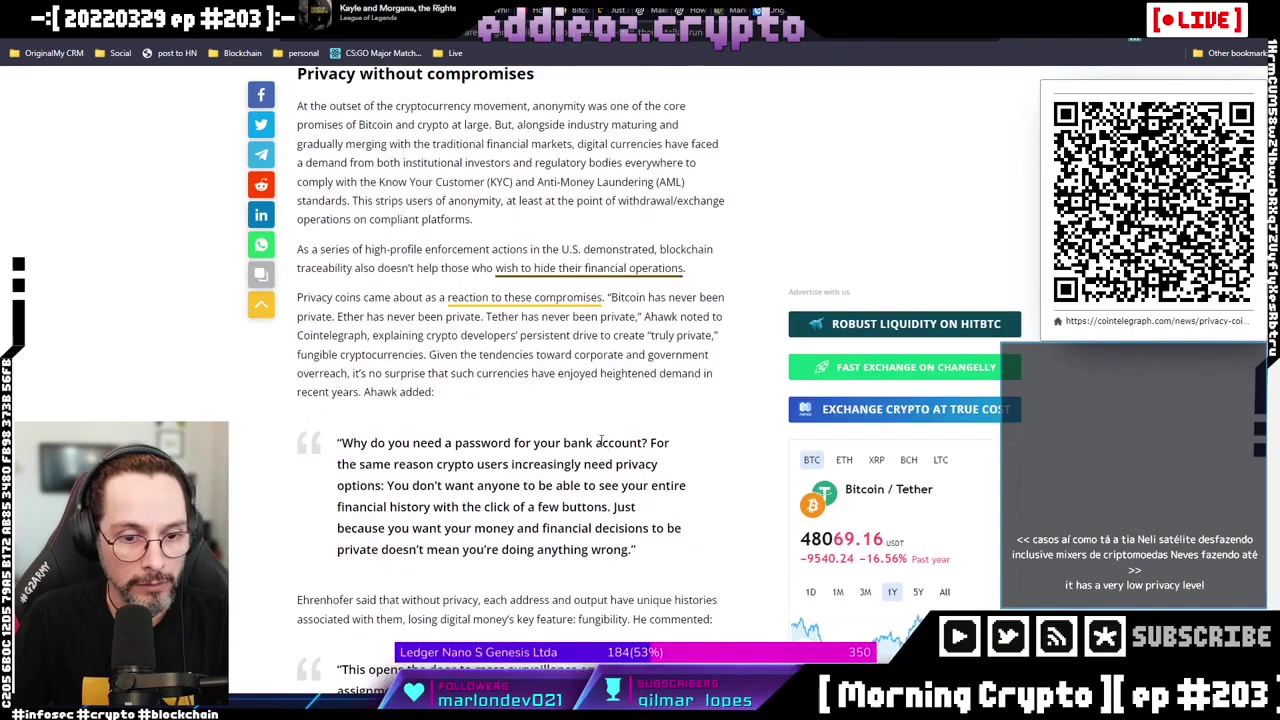 -:[ 20220329 ep #203 ]:-
Kayle and Morgana, the Righte
League of Legends
eddieoz.crypto
[ LIVE ]
OriginalMy CRM
Social
post to HN
Blockchain
personal
CS:GO Major Match...
Live
Other bookmark
Privacy without compromises
At the outset of the cryptocurrency movement, anonymity was one of the core
promises of Bitcoin and crypto at large. But, alongside industry maturing and
gradually merging with the traditional financial markets, digital currencies have faced
a demand from both institutional investors and regulatory bodies everywhere to
comply with the Know Your Customer (KYC) and Anti-Money Laundering (AML)
standards. This strips users of anonymity, at least at the point of withdrawal/exchange
operations on compliant platforms.
As a series of high-profile enforcement actions in the U.S. demonstrated, blockchain
traceability also doesn't help those who wish to hide their financial operations.
Privacy coins came about as a reaction to these compromises. “Bitcoin has never been
private. Ether has never been private. Tether has never been private,” Ahawk noted to
Cointelegraph, explaining crypto developers’ persistent drive to create “truly private,”
fungible cryptocurrencies. Given the tendencies toward corporate and government
overreach, it’s no surprise that such currencies have enjoyed heightened demand in
recent years. Ahawk added:
“Why do you need a password for your bank account? For
the same reason crypto users increasingly need privacy
options: You don’t want anyone to be able to see your entire
financial history with the click of a few buttons. Just
because you want your money and financial decisions to be
private doesn’t mean you’re doing anything wrong.”
Ehrenhofer said that without privacy, each address and output have unique histories
associated with them, losing digital money’s key feature: fungibility. He commented:
“This opens the door to mass surveillance
Advertise with us
ROBUST LIQUIDITY ON HITBTC
FAST EXCHANGE ON CHANGELLY
EXCHANGE CRYPTO AT TRUE COST
BTC ETH XRP BCH LTC
Bitcoin / Tether
48069.16 USDT
−9540.24 −16.56% Past year
1D 1M 3M 1Y 5Y All
https://cointelegraph.com/news/privacy-coi...
<< casos aí como tá a tia Neli satélite desfazendo
inclusive mixers de criptomoedas Neves fazendo até
>>
it has a very low privacy level
#G2ARMY
SUBSCRIBE
Ledger Nano S Genesis Ltda 184(53%) 350
FOLLOWERS
marlondev021
SUBSCRIBERS
gilmar_lopes
[ Morning Crypto ][ ep #203 ]
#infosec #crypto #blockchain